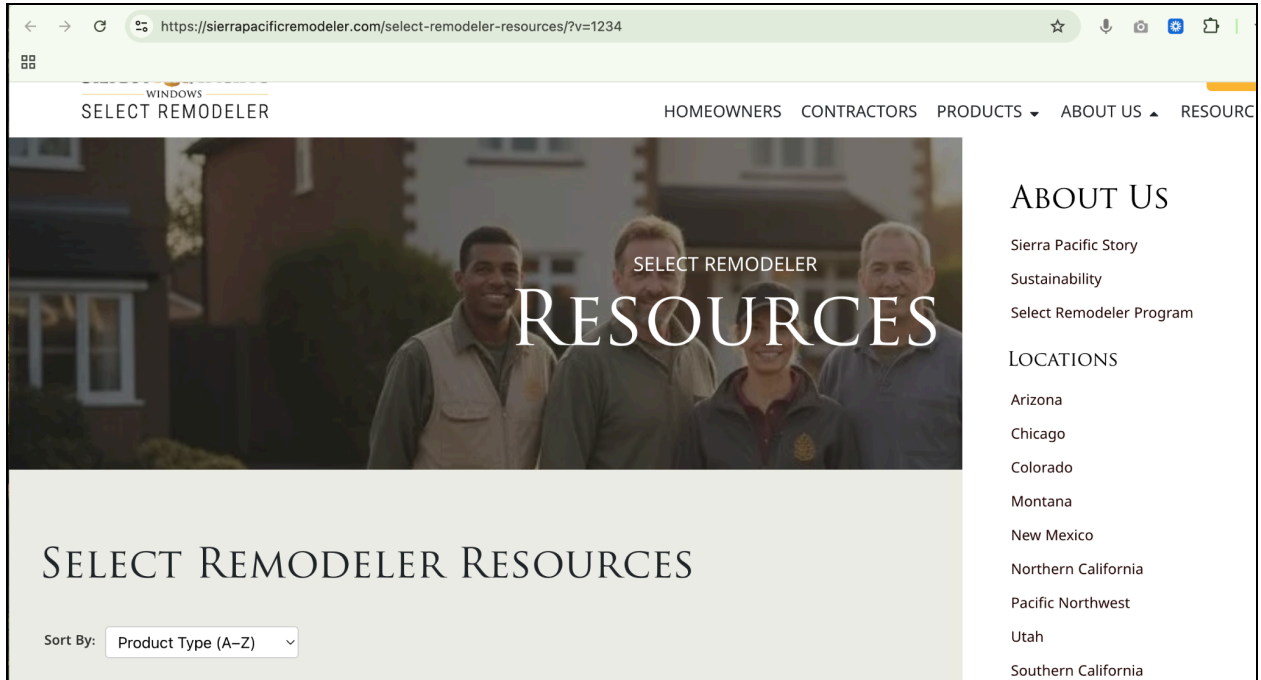 https://sierrapacificremodeler.com/select-remodeler-resources/?v=1234
WINDOWS
SELECT REMODELER
HOMEOWNERS CONTRACTORS PRODUCTS ABOUT US RESOURC
SELECT REMODELER
RESOURCES
SELECT REMODELER RESOURCES
Sort By: Product Type (A–Z)
ABOUT US
Sierra Pacific Story
Sustainability
Select Remodeler Program
LOCATIONS
Arizona
Chicago
Colorado
Montana
New Mexico
Northern California
Pacific Northwest
Utah
Southern California